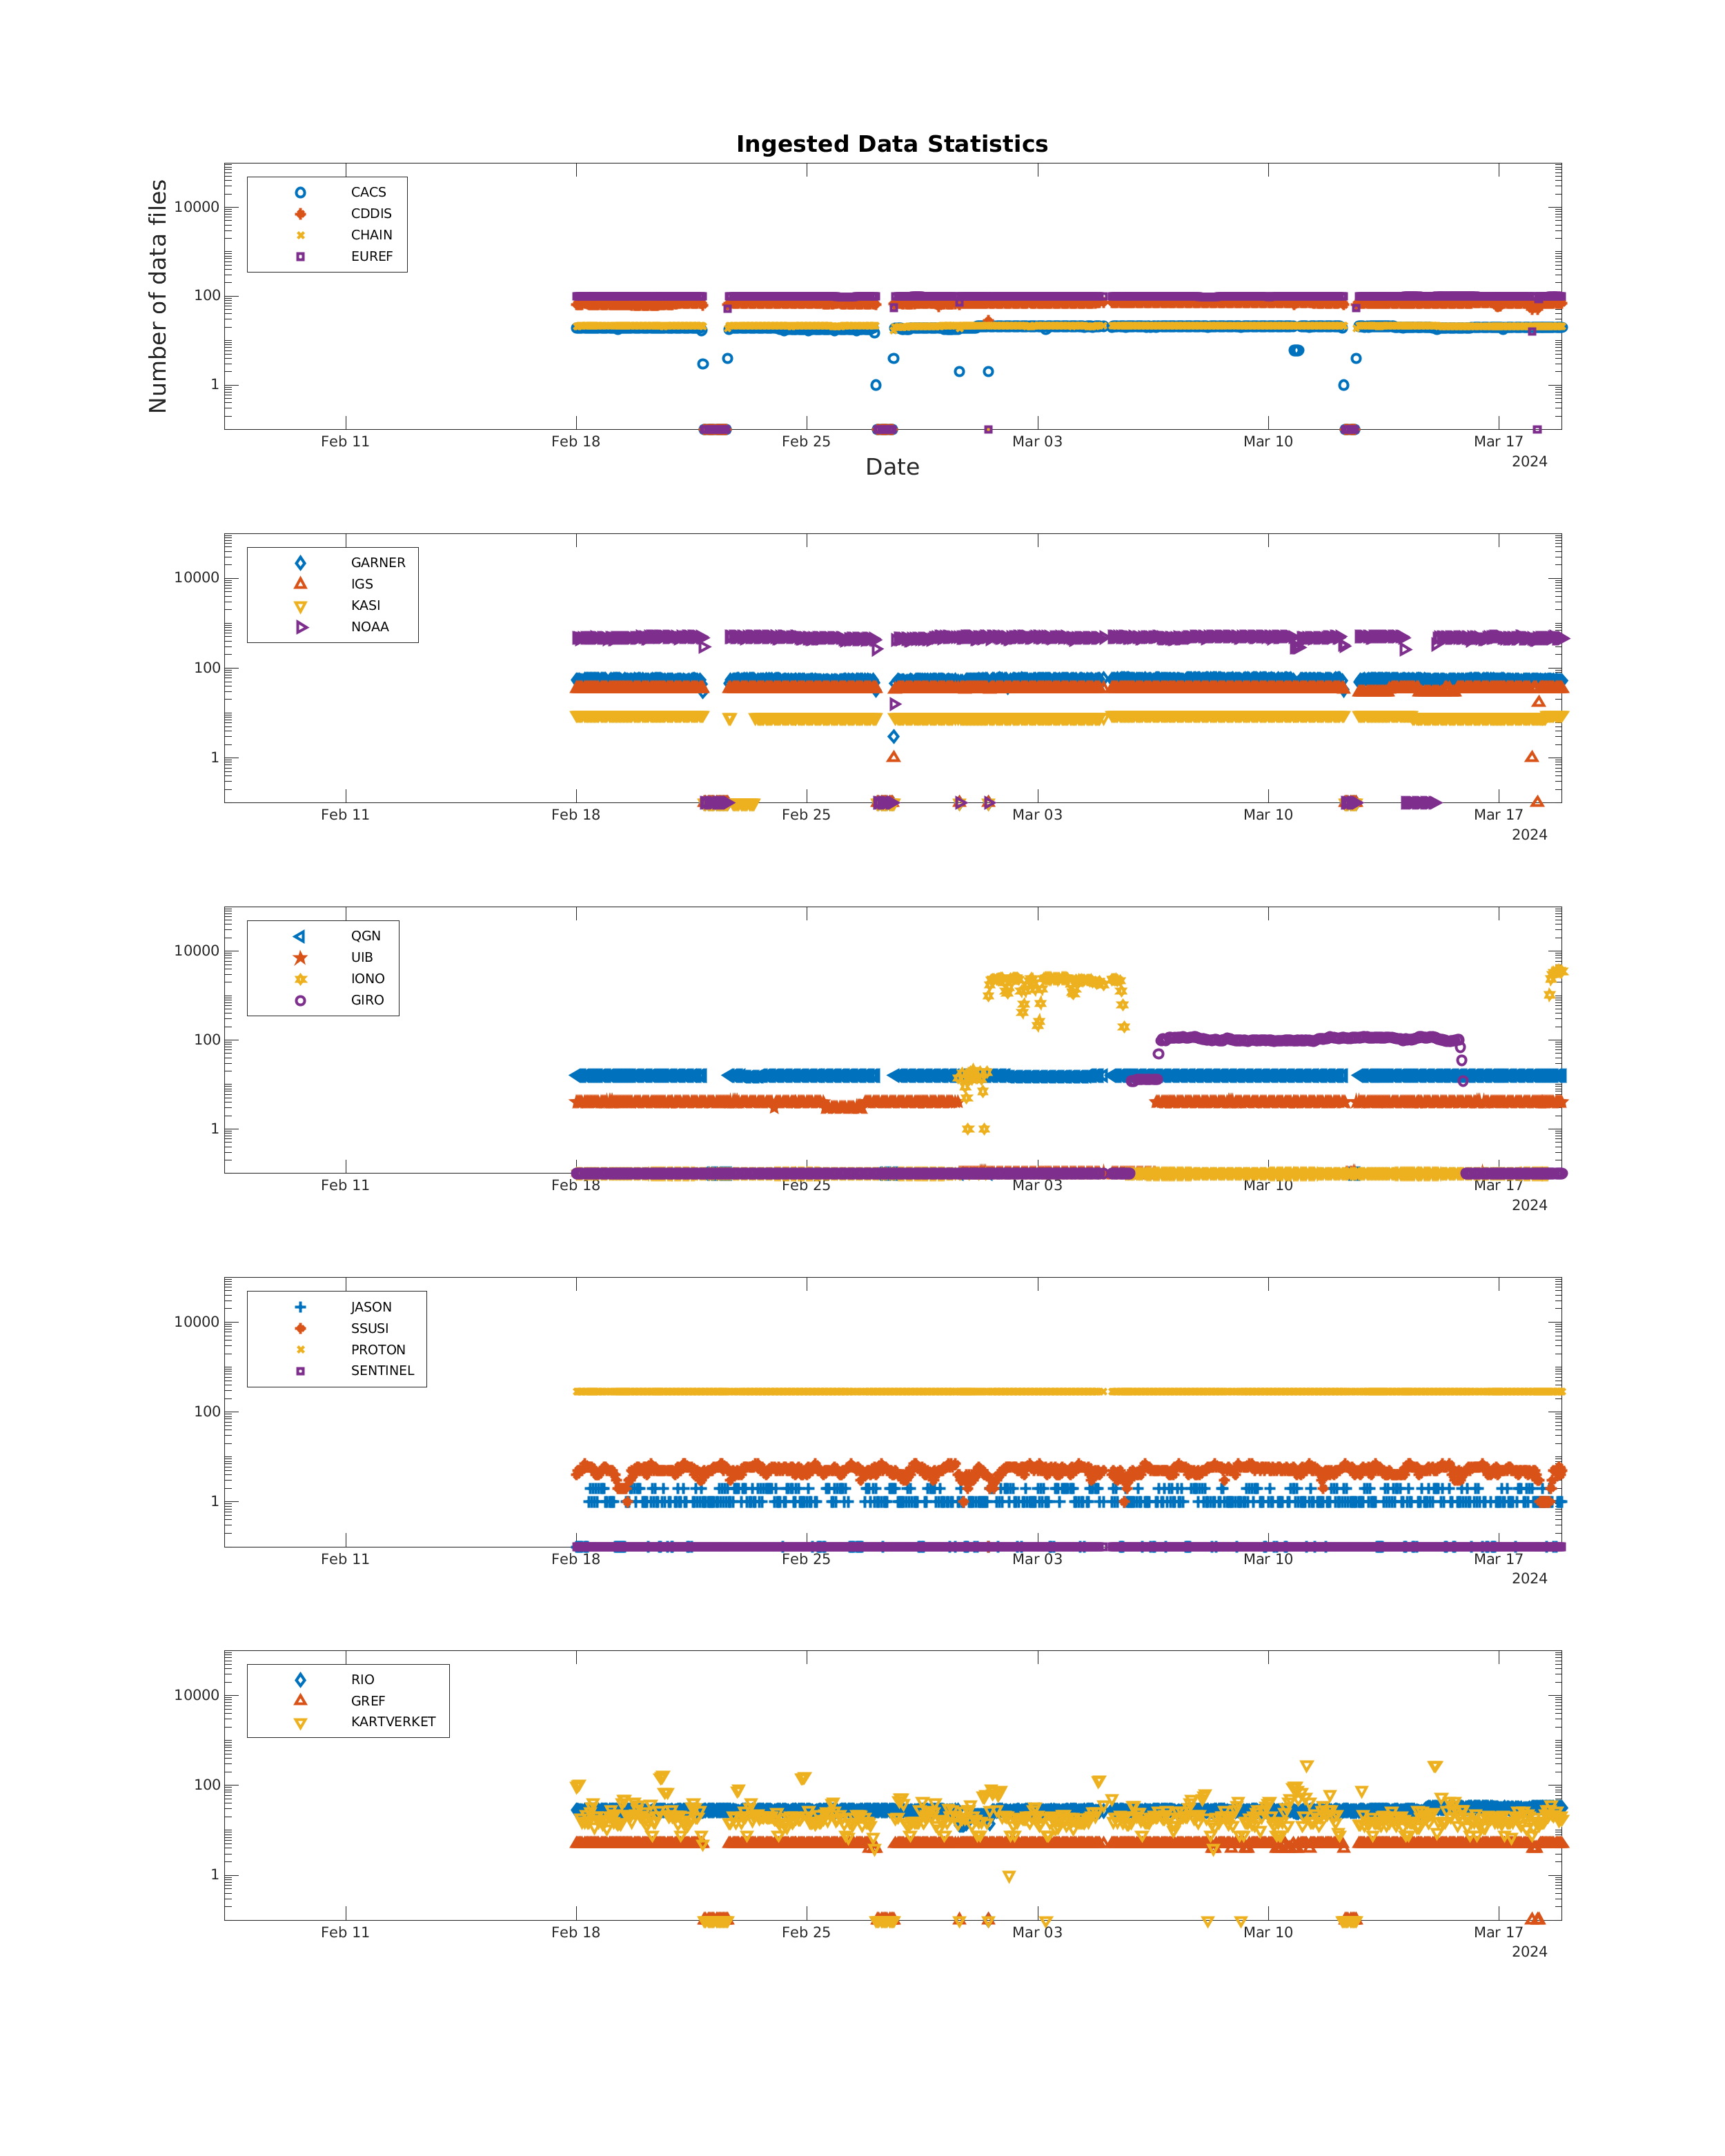 Ingested Data Statistics
Number of data files
CACS
CDDIS
CHAIN
EUREF
10000
100
1
Feb 11 Feb 18 Feb 25 Mar 03 Mar 10 Mar 17
2024
Date
GARNER
IGS
KASI
NOAA
10000
100
1
Feb 11 Feb 18 Feb 25 Mar 03 Mar 10 Mar 17
2024
QGN
UIB
IONO
GIRO
10000
100
1
Feb 11 Feb 18 Feb 25 Mar 03 Mar 10 Mar 17
2024
JASON
SSUSI
PROTON
SENTINEL
10000
100
1
Feb 11 Feb 18 Feb 25 Mar 03 Mar 10 Mar 17
2024
RIO
GREF
KARTVERKET
10000
100
1
Feb 11 Feb 18 Feb 25 Mar 03 Mar 10 Mar 17
2024